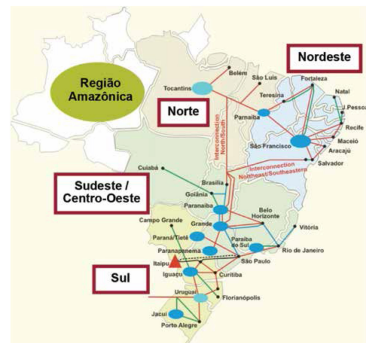 Nordeste
Belém
São Luis
Fortaleza
Região
Amazônica
Tocantins
Teresina
Natal
Norte
Parnaíba
J.Pessoa
Recife
São Francisco
Maceió
Aracajú
Interconnection
North/South
Salvador
Interconnection
Northeast/Southeastern
Cuiabá
Sudeste /
Centro-Oeste
Brasília
Goiânia
Paranaíba
Campo Grande
Grande
Belo
Horizonte
Vitória
Paraná/Tietê
Paraíba
do Sul
Rio de Janeiro
Paranapanema
São Paulo
Itaipu
Sul
Iguaçu
Curitiba
Uruguai
Florianópolis
Jacuí
Porto Alegre